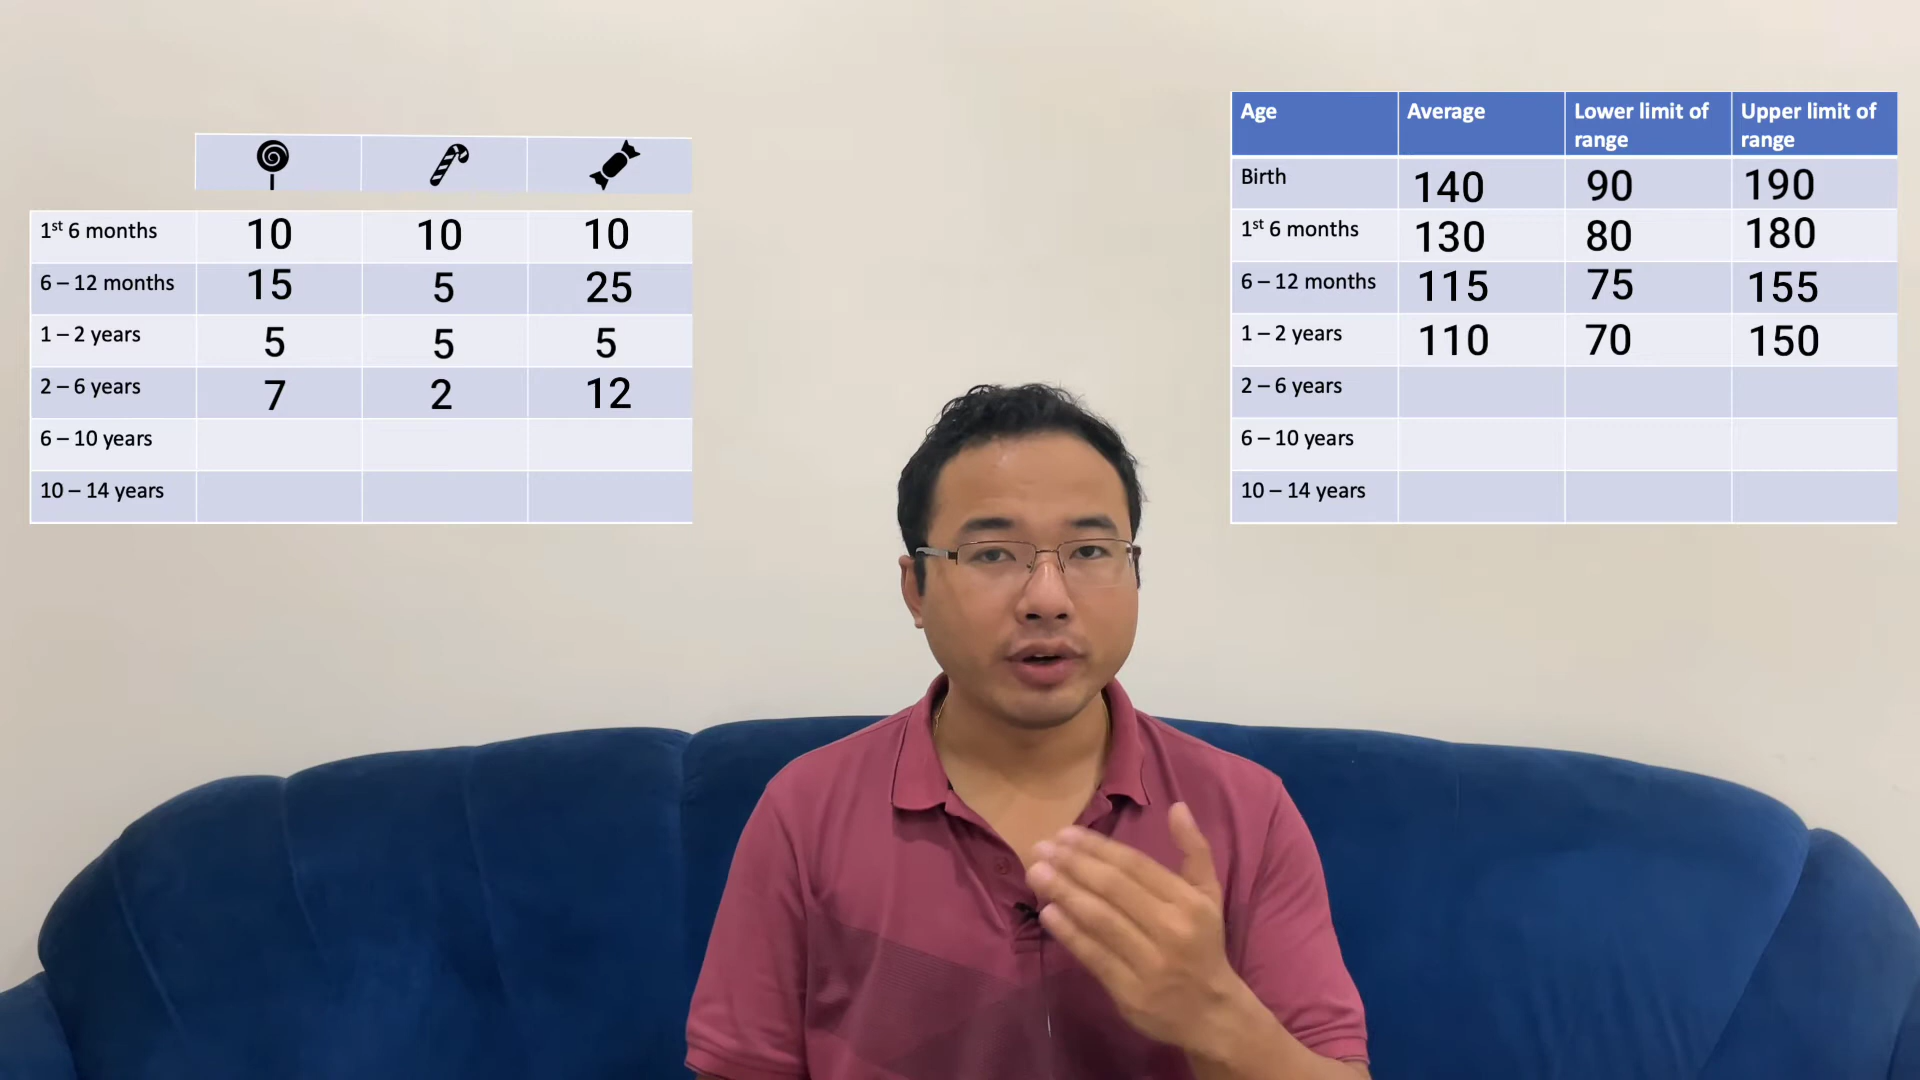 1st 6 months 10 10 10
6 – 12 months 15 5 25
1 – 2 years 5 5 5
2 – 6 years 7 2 12
6 – 10 years
10 – 14 years
Age Average Lower limit of range Upper limit of range
Birth 140 90 190
1st 6 months 130 80 180
6 – 12 months 115 75 155
1 – 2 years 110 70 150
2 – 6 years
6 – 10 years
10 – 14 years